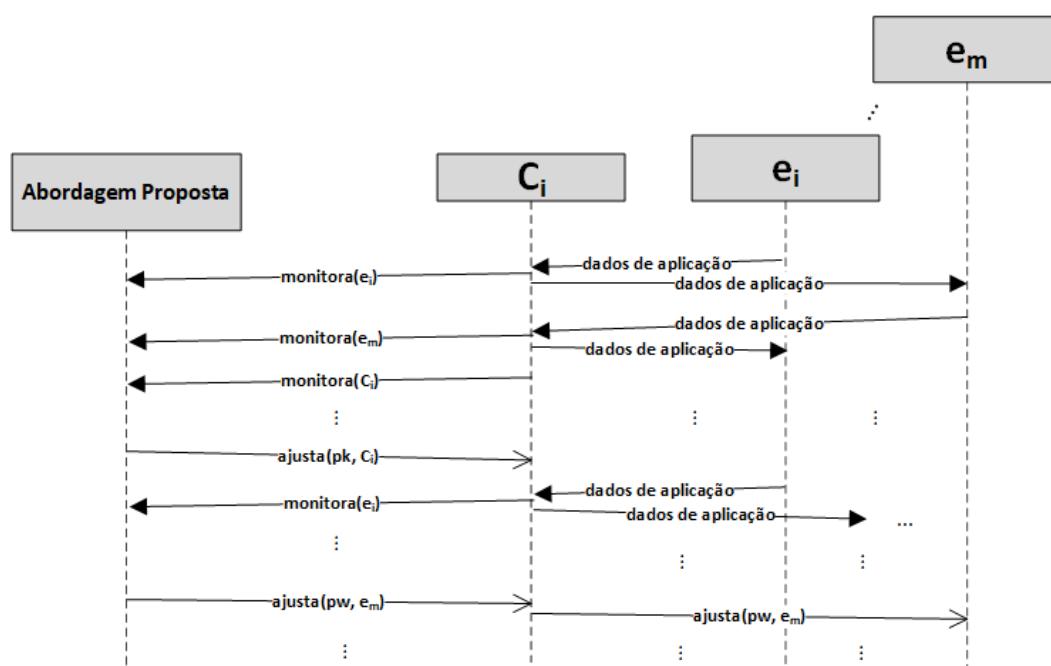 eₘ
Abordagem Proposta
Cᵢ
eᵢ
dados de aplicação
monitora(eᵢ)
dados de aplicação
dados de aplicação
monitora(eₘ)
dados de aplicação
monitora(Cᵢ)
ajusta(pk, Cᵢ)
dados de aplicação
monitora(eᵢ)
dados de aplicação
...
ajusta(pw, eₘ)
ajusta(pw, eₘ)